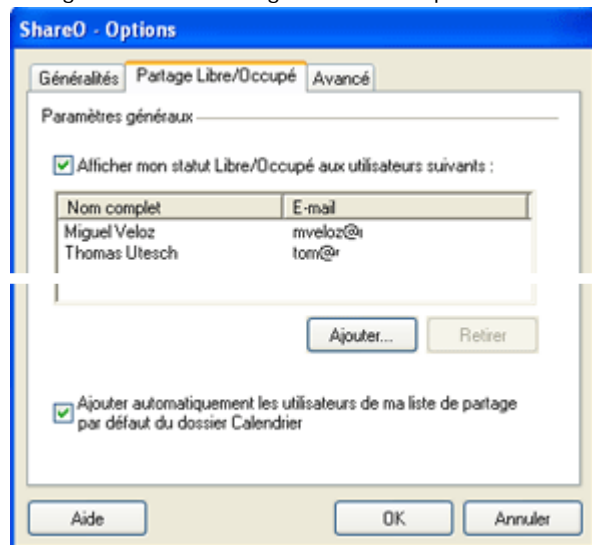 ShareO - Options
Généralités Partage Libre/Occupé Avancé
Paramètres généraux
Afficher mon statut Libre/Occupé aux utilisateurs suivants :
Nom complet E-mail
Miguel Veloz mveloz@
Thomas Utesch tom@
Ajouter... Retirer
Ajouter automatiquement les utilisateurs de ma liste de partage
par défaut du dossier Calendrier
Aide OK Annuler